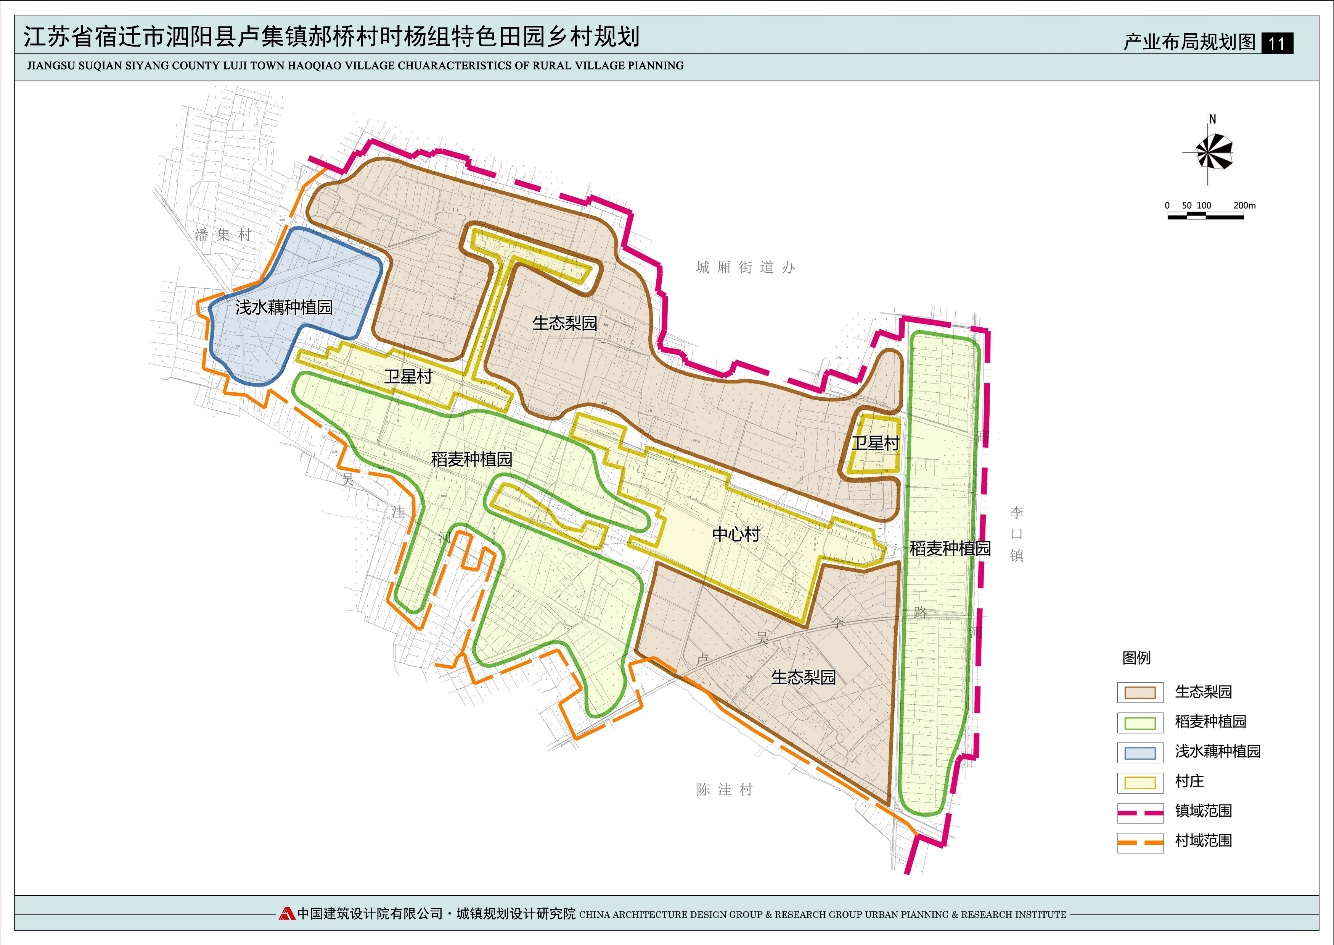 江苏省宿迁市泗阳县卢集镇郝桥村时杨组特色田园乡村规划
产业布局规划图 11
JIANGSU SUQIAN SIYANG COUNTY LUJI TOWN HAOQIAO VILLAGE CHUARACTERISTICS OF RURAL VILLAGE PIANNING
N
0 50 100 200m
潘集村
城厢街道办
浅水藕种植园
生态梨园
卫星村
卫星村
稻麦种植园
吴
洼
河
中心村
李口镇
稻麦种植园
卢
吴
李
路
生态梨园
陈洼村
图例
生态梨园
稻麦种植园
浅水藕种植园
村庄
镇域范围
村域范围
中国建筑设计院有限公司·城镇规划设计研究院 CHINA ARCHITECTURE DESIGN GROUP & RESEARCH GROUP URBAN PIANNING & RESEARCH INSTITUTE